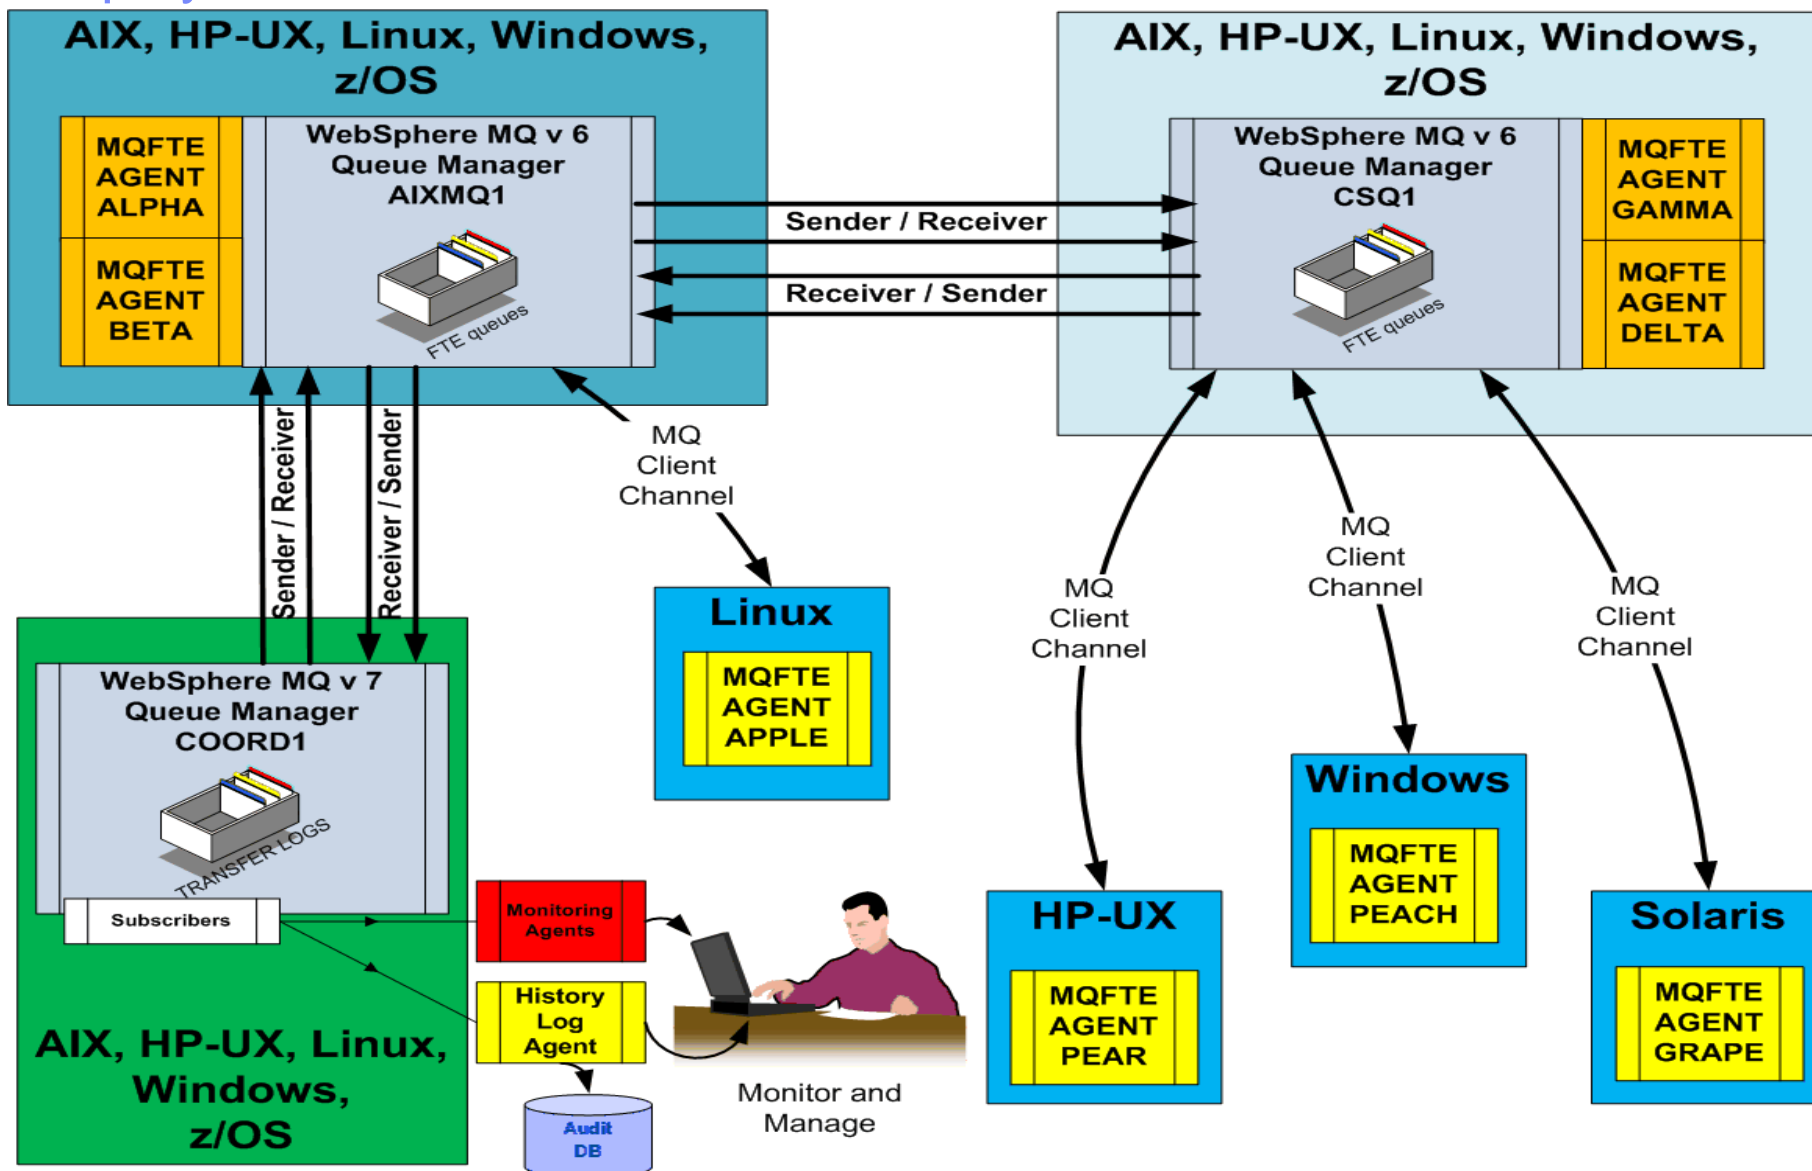 AIX, HP-UX, Linux, Windows,
z/OS
MQFTE
AGENT
ALPHA
MQFTE
AGENT
BETA
WebSphere MQ v 6
Queue Manager
AIXMQ1
FTE queues
Sender / Receiver
Receiver / Sender
AIX, HP-UX, Linux, Windows,
z/OS
WebSphere MQ v 6
Queue Manager
CSQ1
FTE queues
MQFTE
AGENT
GAMMA
MQFTE
AGENT
DELTA
Sender / Receiver
Receiver / Sender
MQ
Client
Channel
MQ
Client
Channel
MQ
Client
Channel
MQ
Client
Channel
Linux
MQFTE
AGENT
APPLE
WebSphere MQ v 7
Queue Manager
COORD1
TRANSFER LOGS
Subscribers
AIX, HP-UX, Linux,
Windows,
z/OS
Monitoring
Agents
History
Log
Agent
Audit
DB
Monitor and
Manage
HP-UX
MQFTE
AGENT
PEAR
Windows
MQFTE
AGENT
PEACH
Solaris
MQFTE
AGENT
GRAPE